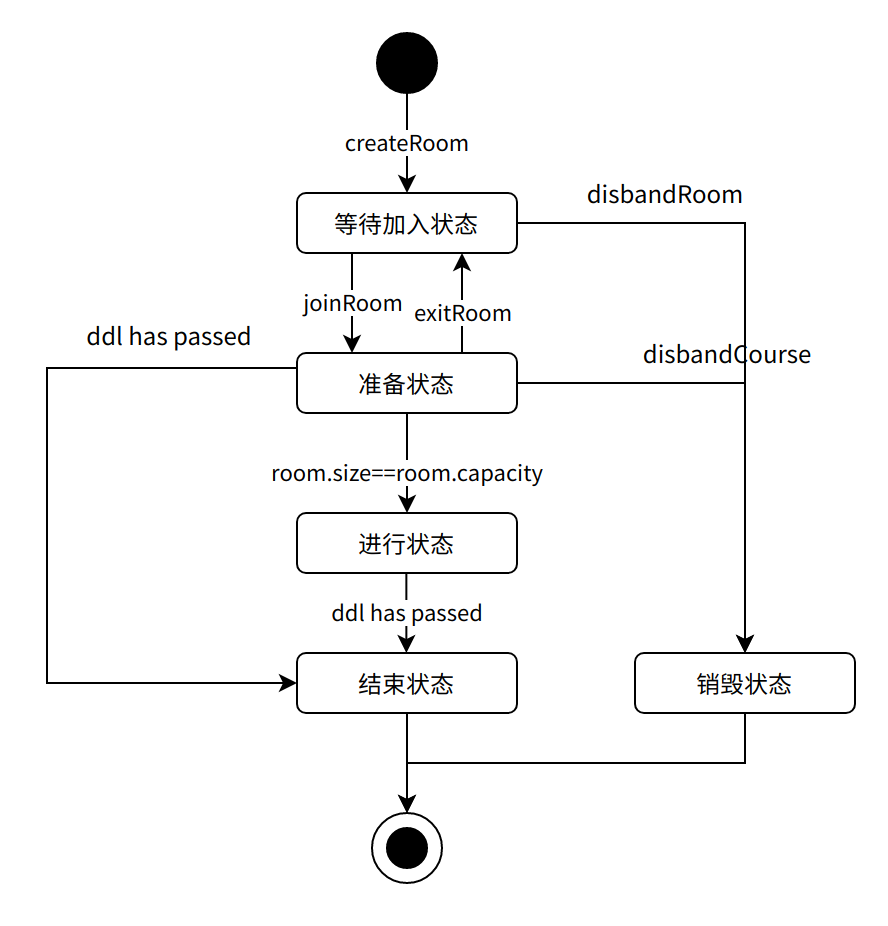 createRoom
disbandRoom
等待加入状态
joinRoom
exitRoom
ddl has passed
disbandCourse
准备状态
room.size==room.capacity
进行状态
ddl has passed
结束状态
销毁状态